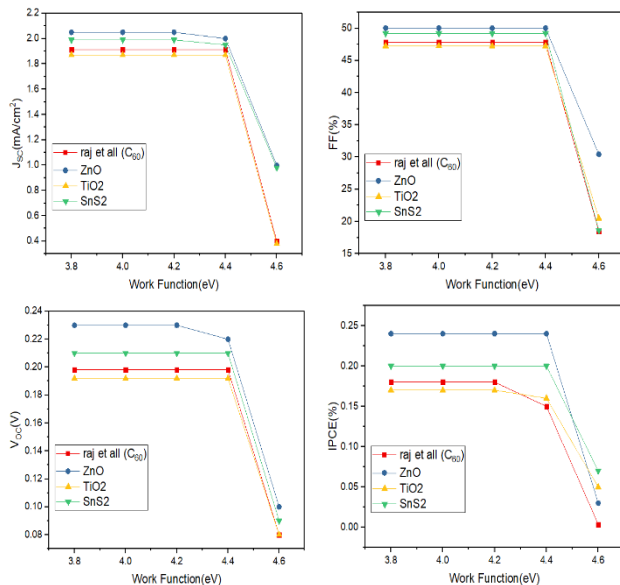 2.2
2.0
1.8
1.6
1.4
1.2
1.0
0.8
0.6
0.4
J_SC(mA/cm²)
raj et all (C₆₀)
ZnO
TiO2
SnS2
3.8 4.0 4.2 4.4 4.6
Work Function(eV)
50
45
40
35
30
25
20
15
FF(%)
raj et all (C₆₀)
ZnO
TiO2
SnS2
3.8 4.0 4.2 4.4 4.6
Work Function(eV)
0.24
0.22
0.20
0.18
0.16
0.14
0.12
0.10
0.08
V_OC(V)
raj et all (C₆₀)
ZnO
TiO2
SnS2
3.8 4.0 4.2 4.4 4.6
Work Function(eV)
0.25
0.20
0.15
0.10
0.05
0.00
IPCE(%)
raj et all (C₆₀)
ZnO
TiO2
SnS2
3.8 4.0 4.2 4.4 4.6
Work Function(eV)